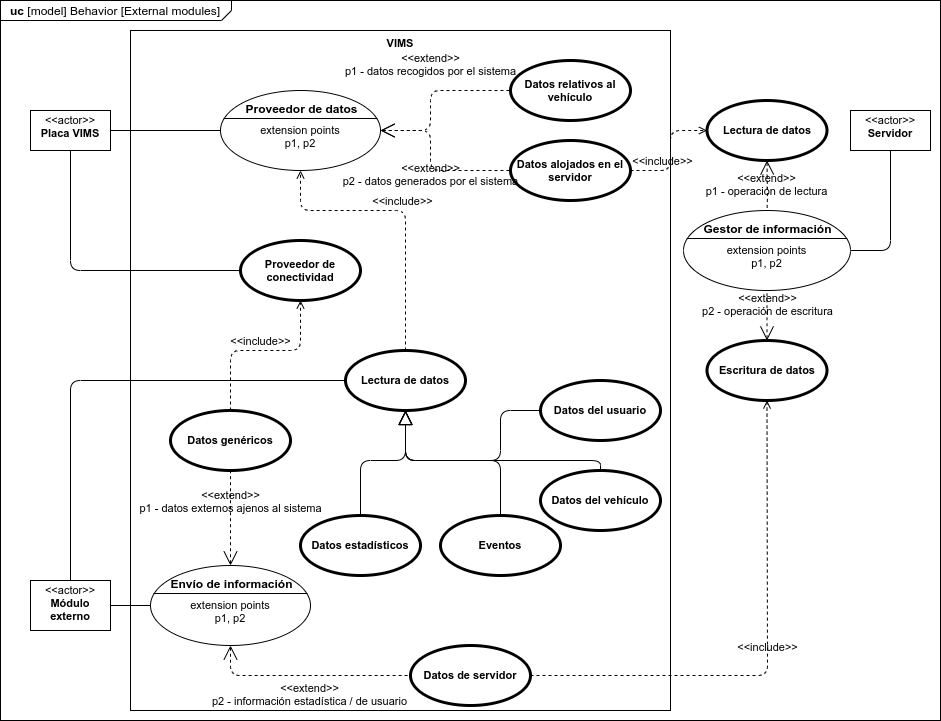 uc [model] Behavior [External modules]
VIMS
<<extend>>
p1 - datos recogidos por el sistema
Datos relativos al
vehículo
Proveedor de datos
extension points
p1, p2
<<actor>>
Placa VIMS
Lectura de datos
<<actor>>
Servidor
Datos alojados en el
servidor
<<include>>
<<extend>>
p2 - datos generados por el sistema
<<extend>>
p1 - operación de lectura
<<include>>
Gestor de información
extension points
p1, p2
Proveedor de
conectividad
<<extend>>
p2 - operación de escritura
<<include>>
Lectura de datos
Escritura de datos
Datos del usuario
Datos genéricos
<<extend>>
p1 - datos externos ajenos al sistema
Datos del vehículo
Datos estadísticos
Eventos
Envío de información
extension points
p1, p2
<<actor>>
Módulo
externo
<<include>>
Datos de servidor
<<extend>>
p2 - información estadística / de usuario